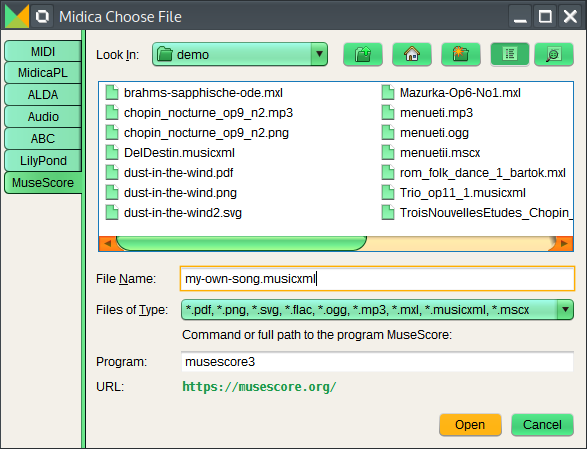 Midica Choose File
MIDI
MidicaPL
ALDA
Audio
ABC
LilyPond
MuseScore
Look In: demo
brahms-sapphische-ode.mxl
chopin_nocturne_op9_n2.mp3
chopin_nocturne_op9_n2.png
DelDestin.musicxml
dust-in-the-wind.pdf
dust-in-the-wind.png
dust-in-the-wind2.svg
Mazurka-Op6-No1.mxl
menueti.mp3
menueti.ogg
menuetii.mscx
rom_folk_dance_1_bartok.mxl
Trio_op11_1.musicxml
TroisNouvellesEtudes_Chopin_
File Name: my-own-song.musicxml
Files of Type: *.pdf, *.png, *.svg, *.flac, *.ogg, *.mp3, *.mxl, *.musicxml, *.mscx
Command or full path to the program MuseScore:
Program: musescore3
URL: https://musescore.org/
Open Cancel